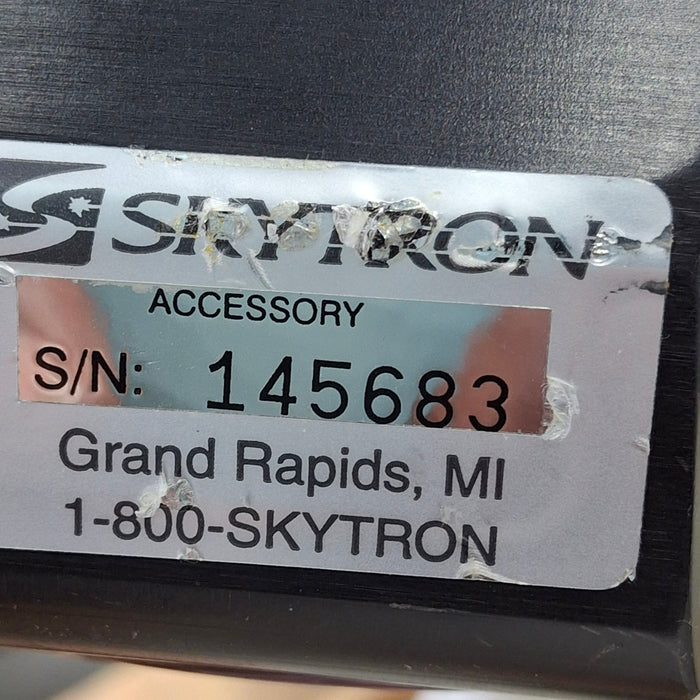 SKYTRON
ACCESSORY
S/N: 145683
Grand Rapids, MI
1-800-SKYTRON